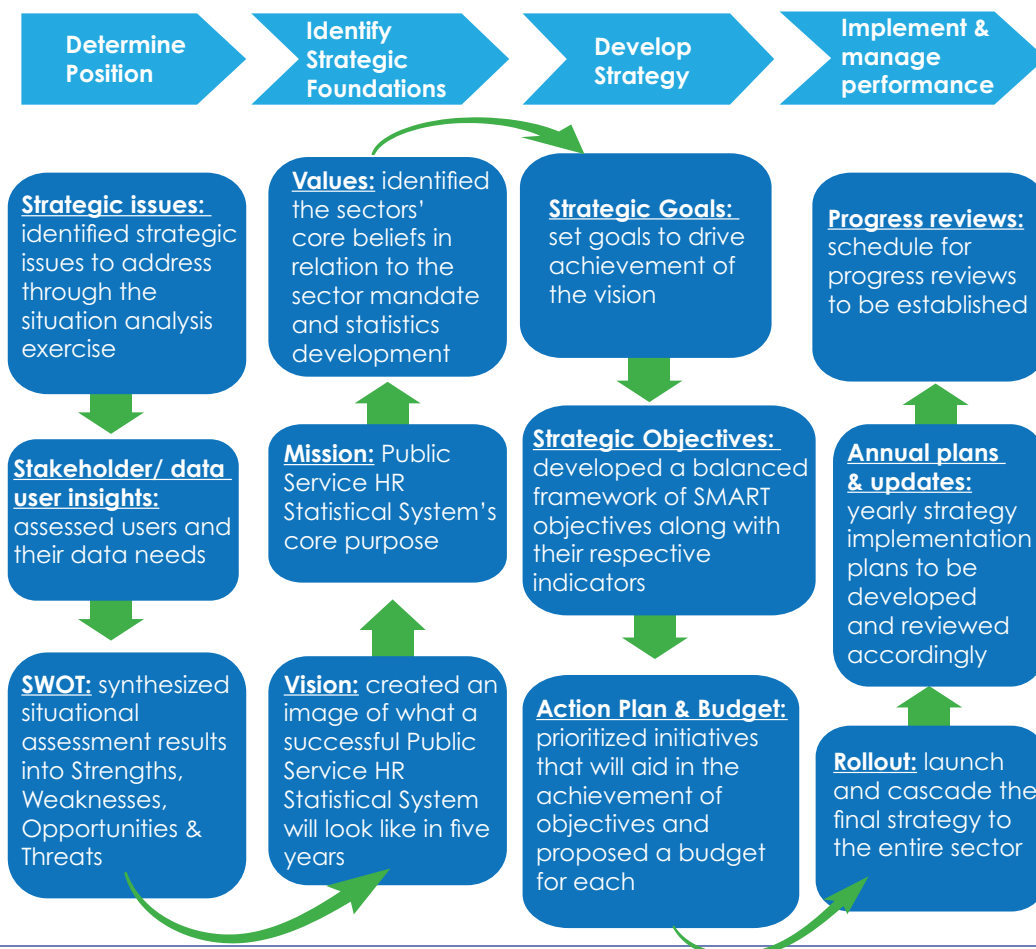 Determine
Position
Identify
Strategic
Foundations
Develop
Strategy
Implement &
manage
performance
Strategic issues:
identified strategic
issues to address
through the
situation analysis
exercise
Stakeholder/ data
user insights:
assessed users and
their data needs
SWOT: synthesized
situational
assessment results
into Strengths,
Weaknesses,
Opportunities &
Threats
Values: identified
the sectors’
core beliefs in
relation to the
sector mandate
and statistics
development
Mission: Public
Service HR
Statistical System’s
core purpose
Vision: created an
image of what a
successful Public
Service HR
Statistical System
will look like in five
years
Strategic Goals:
set goals to drive
achievement of
the vision
Strategic Objectives:
developed a balanced
framework of SMART
objectives along with
their respective
indicators
Action Plan & Budget:
prioritized initiatives
that will aid in the
achievement of
objectives and
proposed a budget
for each
Progress reviews:
schedule for
progress reviews
to be established
Annual plans
& updates:
yearly strategy
implementation
plans to be
developed
and reviewed
accordingly
Rollout: launch
and cascade the
final strategy to
the entire sector